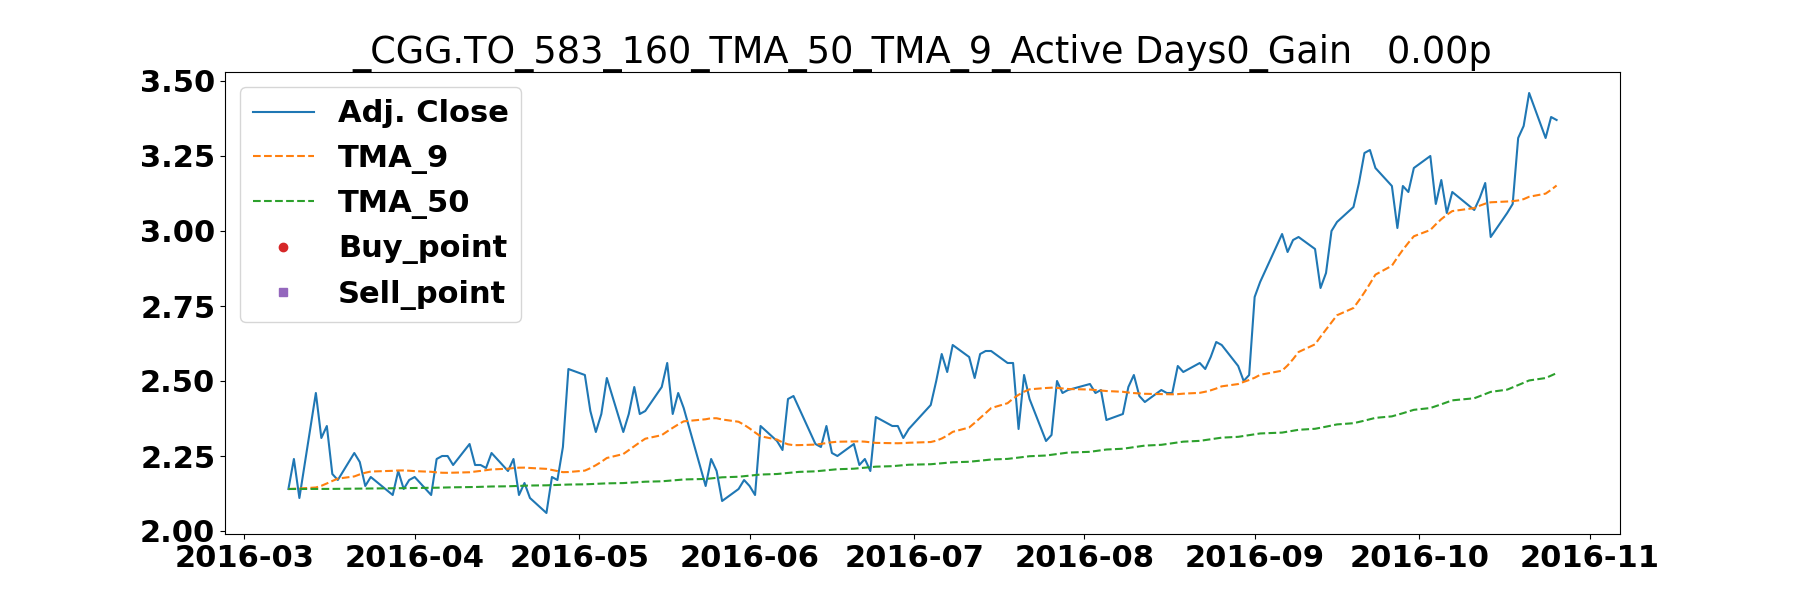 _CGG.TO_583_160_TMA_50_TMA_9_Active Days0_Gain   0.00p
3.50
3.25
3.00
2.75
2.50
2.25
2.00
Adj. Close
TMA_9
TMA_50
Buy_point
Sell_point
2016-03 2016-04 2016-05 2016-06 2016-07 2016-08 2016-09 2016-10 2016-11